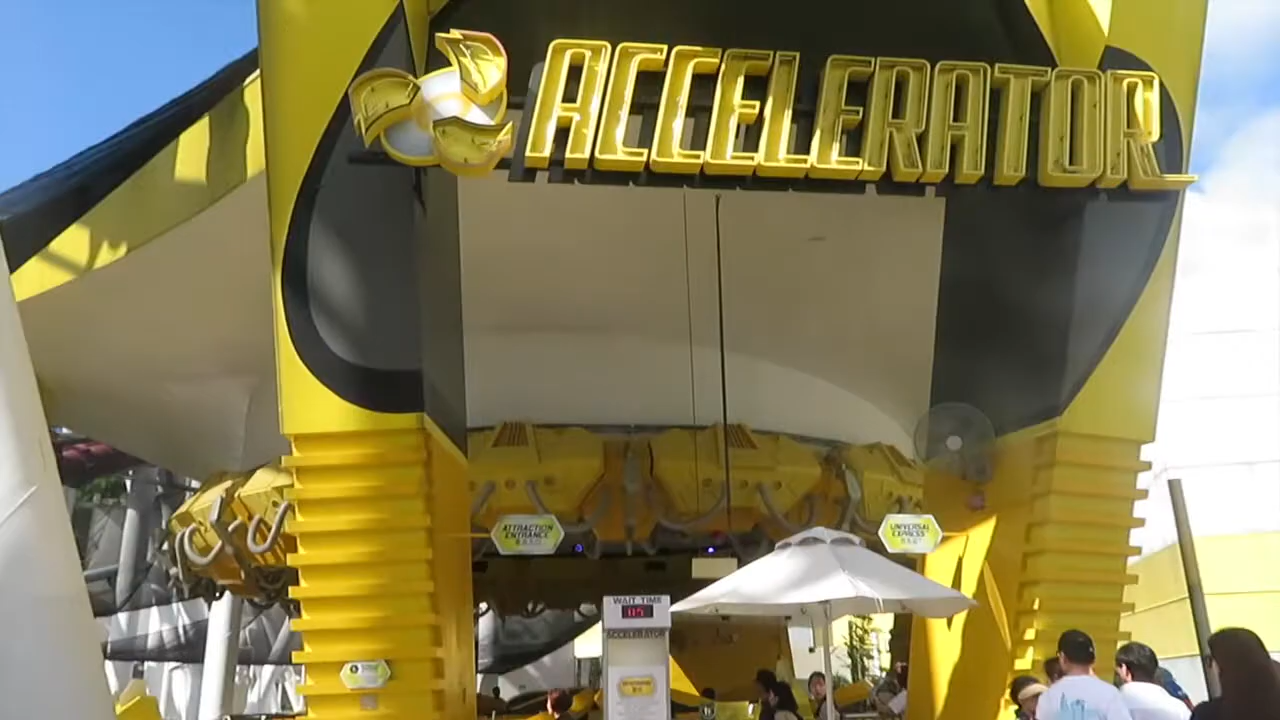 ACCELERATOR
ATTRACTION
ENTRANCE
UNIVERSAL
EXPRESS
WAIT TIME
ACCELERATOR